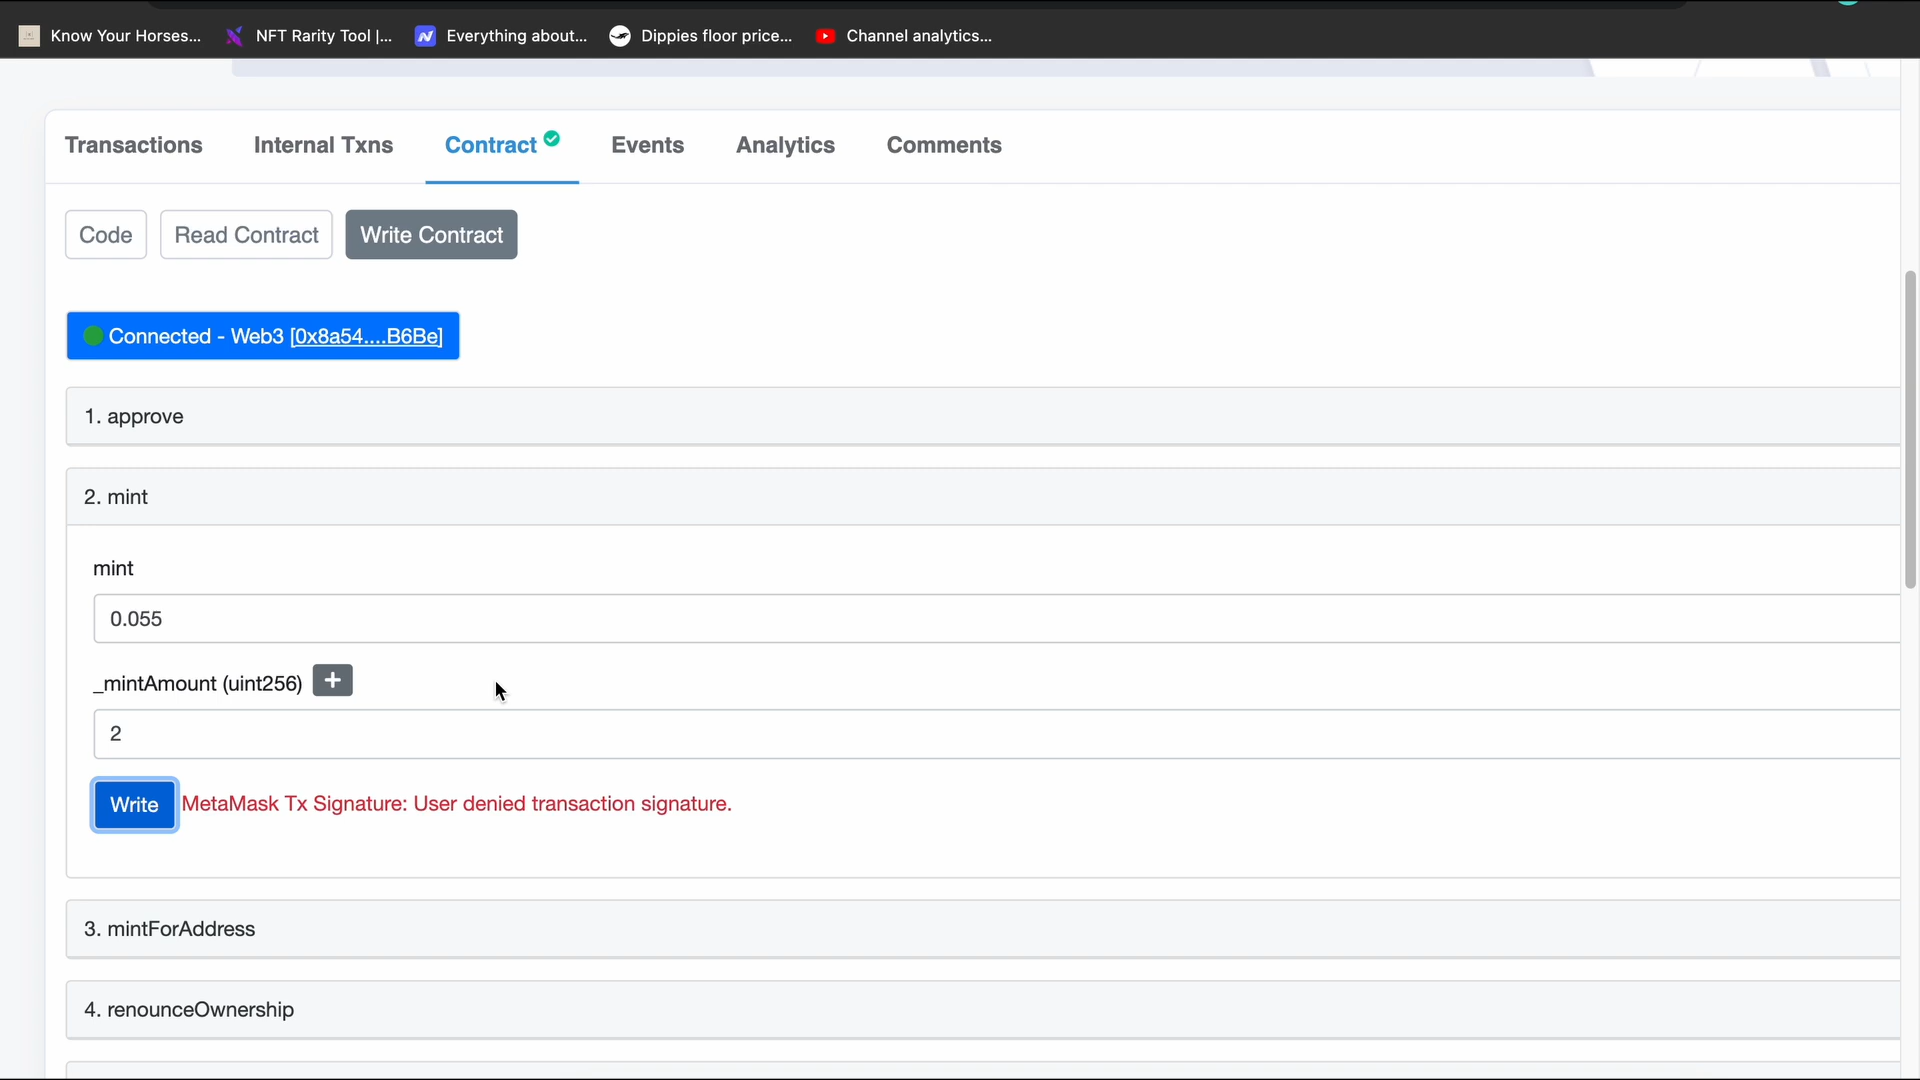 Know Your Horses... NFT Rarity Tool |... Everything about... Dippies floor price... Channel analytics...
Transactions Internal Txns Contract Events Analytics Comments
Code Read Contract Write Contract
Connected - Web3 [0x8a54....B6Be]
1. approve
2. mint
mint
0.055
_mintAmount (uint256) +
2
Write MetaMask Tx Signature: User denied transaction signature.
3. mintForAddress
4. renounceOwnership